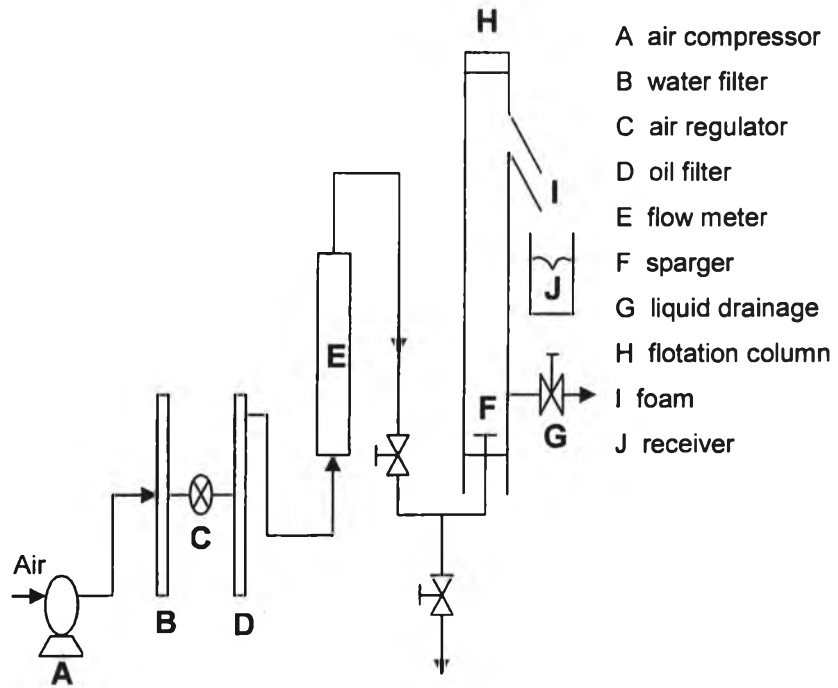 H
A air compressor
B water filter
C air regulator
D oil filter
E flow meter
F sparger
G liquid drainage
H flotation column
I foam
J receiver
I
J
E
F
G
C
Air
B
D
A